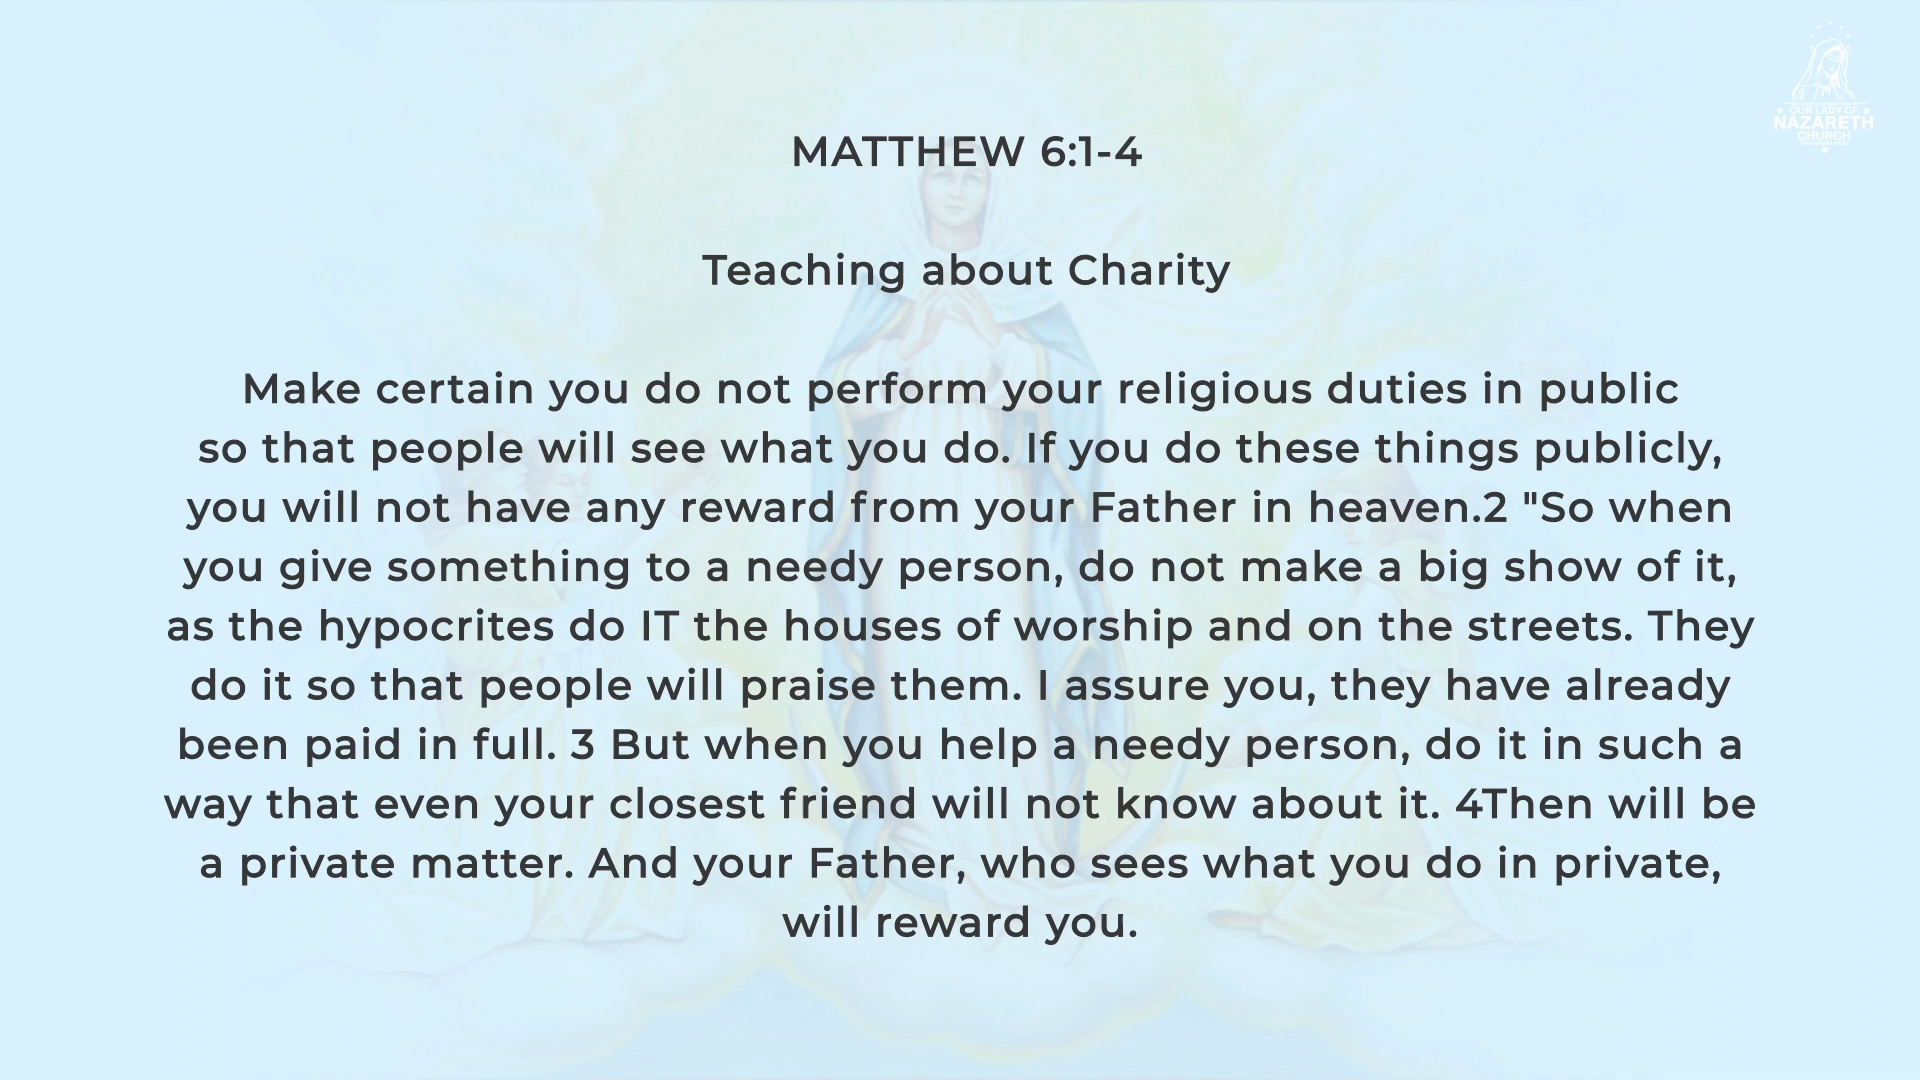 OUR LADY OF
NAZARETH
CHURCH
MATTHEW 6:1-4
Teaching about Charity
Make certain you do not perform your religious duties in public
so that people will see what you do. If you do these things publicly,
you will not have any reward from your Father in heaven.2 "So when
you give something to a needy person, do not make a big show of it,
as the hypocrites do IT the houses of worship and on the streets. They
do it so that people will praise them. I assure you, they have already
been paid in full. 3 But when you help a needy person, do it in such a
way that even your closest friend will not know about it. 4Then will be
a private matter. And your Father, who sees what you do in private,
will reward you.